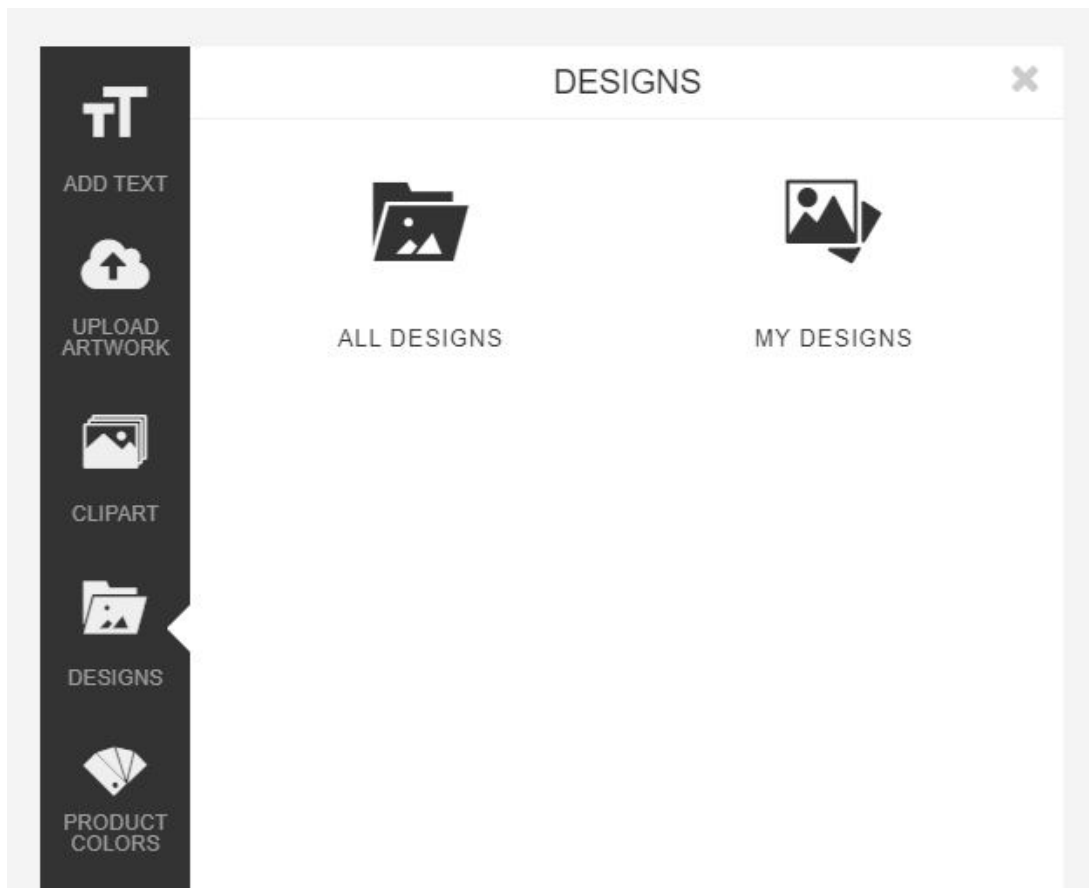 DESIGNS
ADD TEXT
UPLOAD
ARTWORK
CLIPART
DESIGNS
PRODUCT
COLORS
ALL DESIGNS
MY DESIGNS